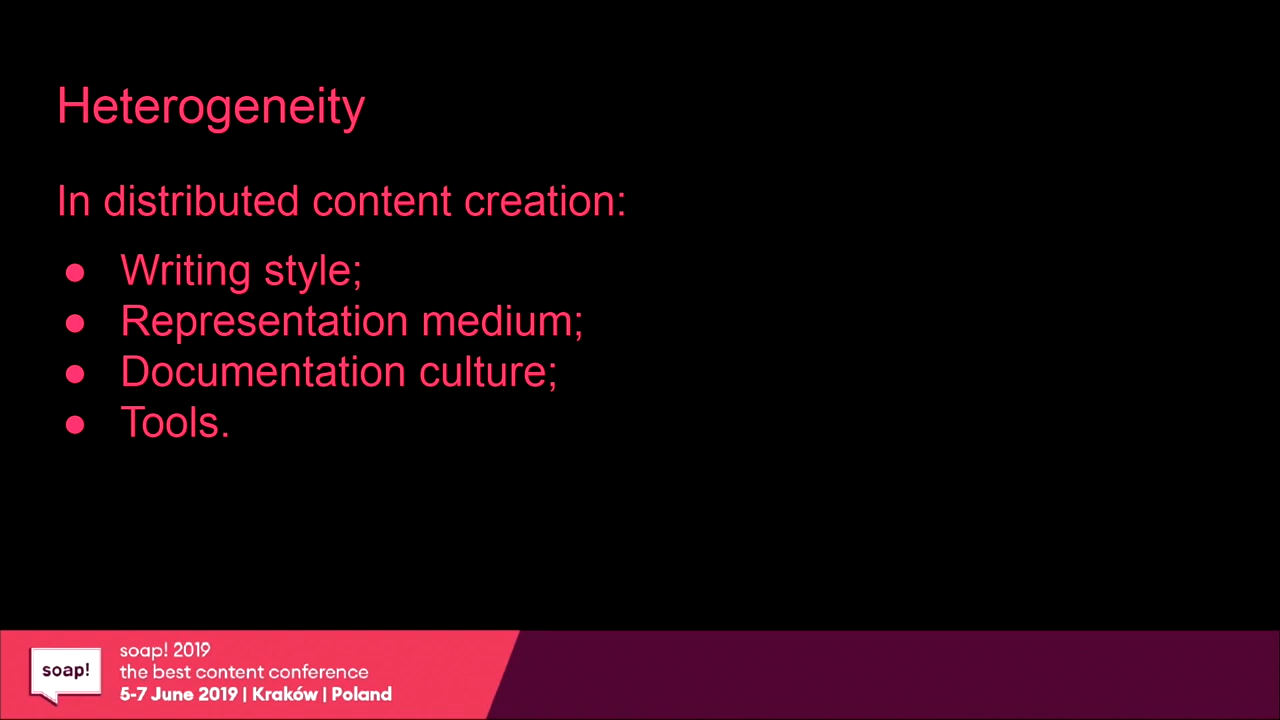 Heterogeneity
In distributed content creation:
● Writing style;
● Representation medium;
● Documentation culture;
● Tools.
soap!
soap! 2019
the best content conference
5-7 June 2019 | Kraków | Poland